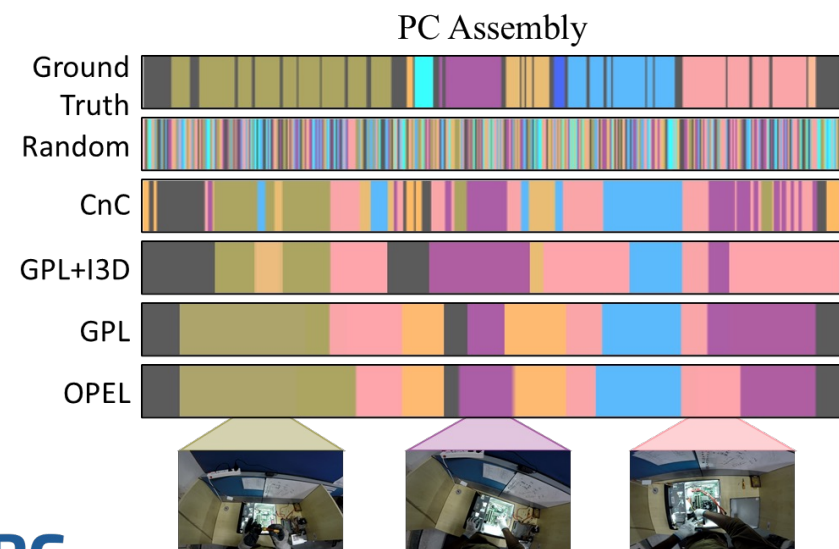 PC Assembly
Ground
Truth
Random
CnC
GPL+I3D
GPL
OPEL